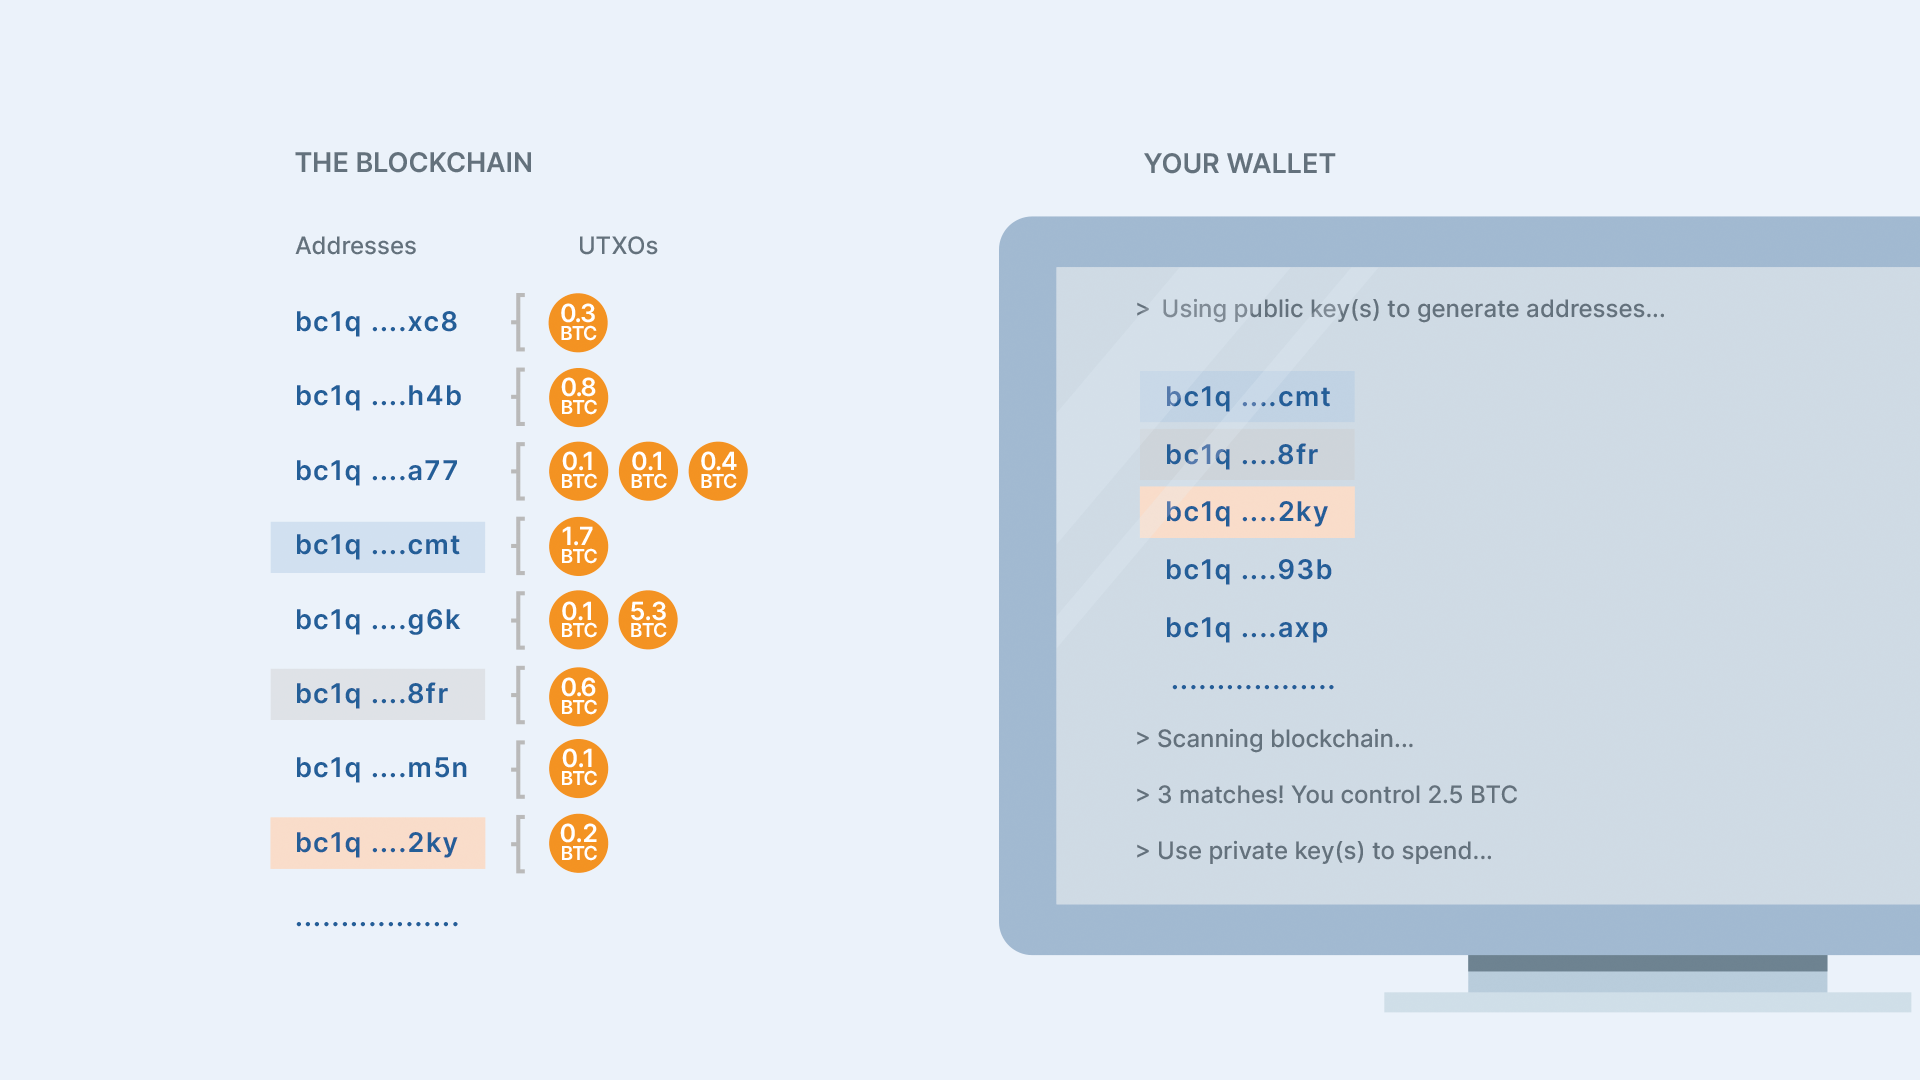 THE BLOCKCHAIN
Addresses UTXOs
bc1q ....xc8 0.3 BTC
bc1q ....h4b 0.8 BTC
bc1q ....a77 0.1 BTC 0.1 BTC 0.4 BTC
bc1q ....cmt 1.7 BTC
bc1q ....g6k 0.1 BTC 5.3 BTC
bc1q ....8fr 0.6 BTC
bc1q ....m5n 0.1 BTC
bc1q ....2ky 0.2 BTC
..................
YOUR WALLET
> Using public key(s) to generate addresses...
bc1q ....cmt
bc1q ....8fr
bc1q ....2ky
bc1q ....93b
bc1q ....axp
..................
> Scanning blockchain...
> 3 matches! You control 2.5 BTC
> Use private key(s) to spend...